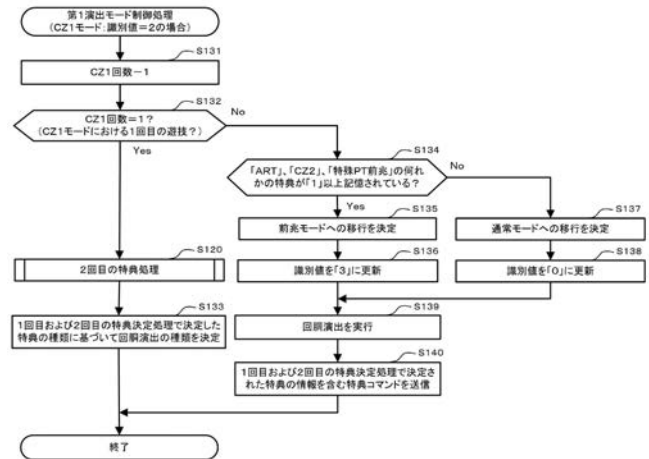 第1演出モード制御処理
(CZ1モード:識別値=2の場合)
S131
CZ1回数-1
S132
CZ1回数=1?
(CZ1モードにおける1回目の遊技?)
No
Yes
S134
「ART」、「CZ2」、「特殊PT前兆」の何れ
かの特典が「1」以上記憶されている?
No
Yes
S135
前兆モードへの移行を決定
S137
通常モードへの移行を決定
S120
2回目の特典処理
S136
識別値を「3」に更新
S138
識別値を「0」に更新
S133
1回目および2回目の特典決定処理で決定した
特典の種類に基づいて回胴演出の種類を決定
S139
回胴演出を実行
S140
1回目および2回目の特典決定処理で決定さ
れた特典の情報を含む特典コマンドを送信
終了